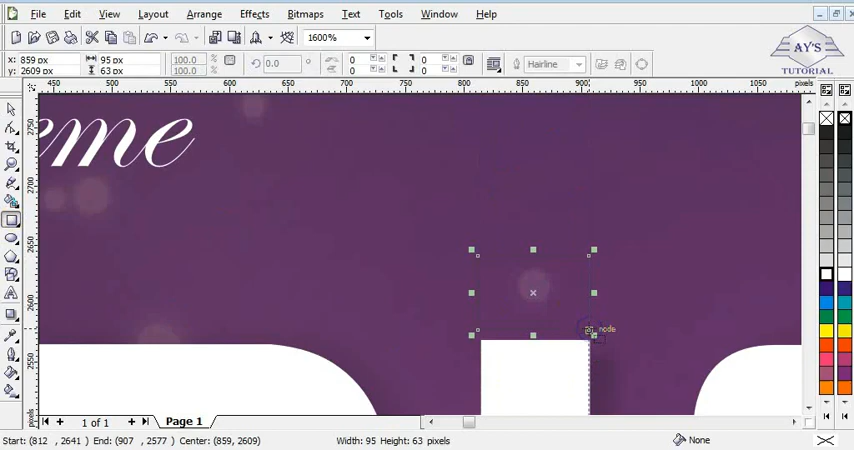 File Edit View Layout Arrange Effects Bitmaps Text Tools Window Help
1600%
AY'S
TUTORIAL
x: 859 px
y: 2609 px
95 px
63 px
100.0 %
100.0 %
0.0 °
0 0
0 0
Hairline
450 500 550 600 650 700 750 800 850 900 950 1000 1050 pixels
2750
2700
2650
2600
2550
pixels
eme
node
1 of 1 Page 1
Start: (812 , 2641 ) End: (907 , 2577 ) Center: (859, 2609) Width: 95 Height: 63 pixels None